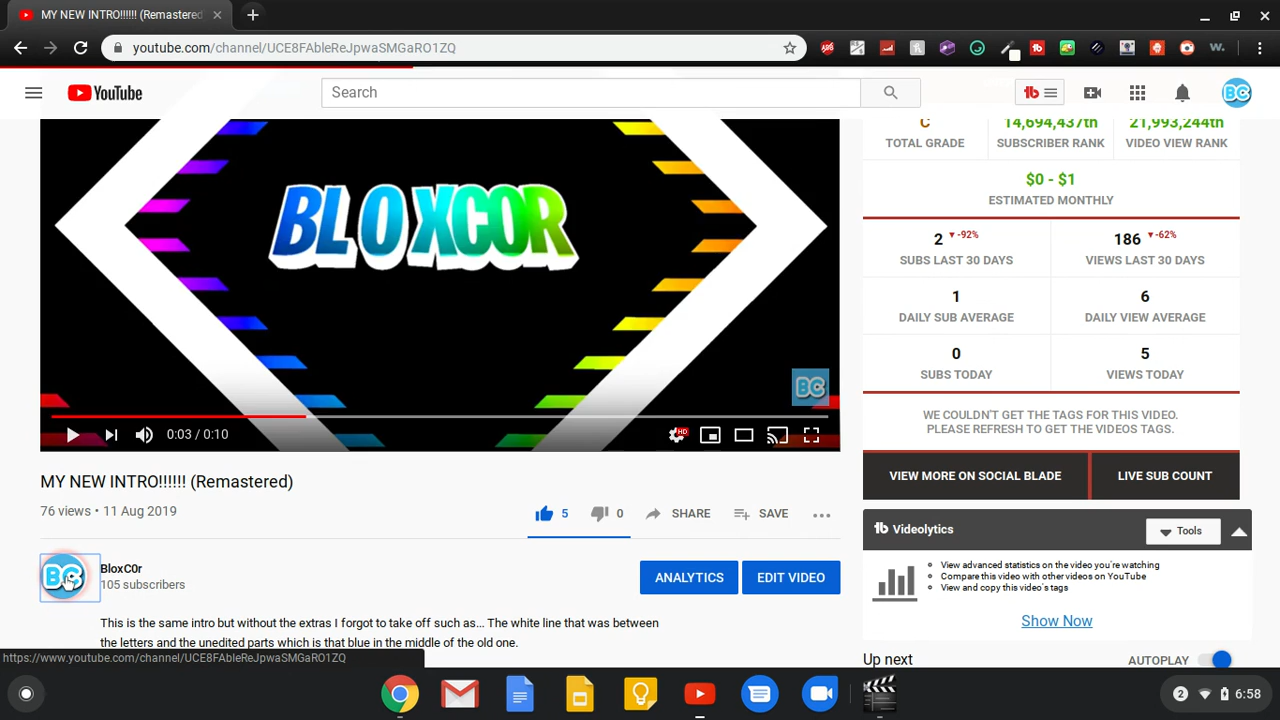 MY NEW INTRO!!!!!! (Remastered)
youtube.com/channel/UCE8FAbleReJpwaSMGaRO1ZQ
ABP
W.
YouTube
Search
tb
BC
BLOXCOR
BC
0:03 / 0:10
HD
MY NEW INTRO!!!!!! (Remastered)
76 views • 11 Aug 2019
5
0
SHARE
SAVE
BC
BloxC0r
105 subscribers
ANALYTICS
EDIT VIDEO
This is the same intro but without the extras I forgot to take off such as... The white line that was between
the letters and the unedited parts which is that blue in the middle of the old one.
https://www.youtube.com/channel/UCE8FAbleReJpwaSMGaRO1ZQ
C
14,694,437th
21,993,244th
TOTAL GRADE
SUBSCRIBER RANK
VIDEO VIEW RANK
$0 - $1
ESTIMATED MONTHLY
2 -92%
186 -62%
SUBS LAST 30 DAYS
VIEWS LAST 30 DAYS
1
6
DAILY SUB AVERAGE
DAILY VIEW AVERAGE
0
5
SUBS TODAY
VIEWS TODAY
WE COULDN'T GET THE TAGS FOR THIS VIDEO.
PLEASE REFRESH TO GET THE VIDEOS TAGS.
VIEW MORE ON SOCIAL BLADE
LIVE SUB COUNT
tb Videolytics
Tools
View advanced statistics on the video you're watching
Compare this video with other videos on YouTube
View and copy this video's tags
Show Now
Up next
AUTOPLAY
2
6:58